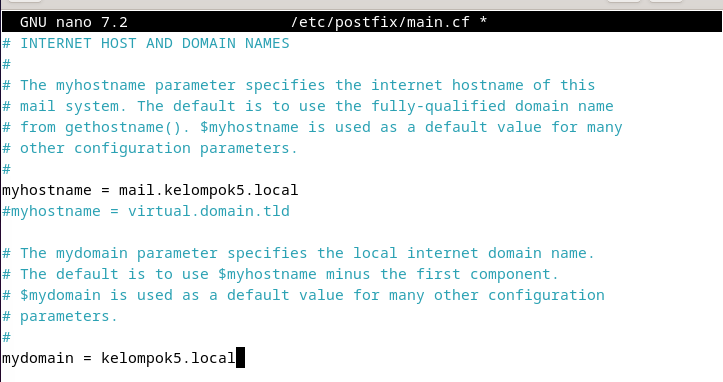 GNU nano 7.2 /etc/postfix/main.cf *
# INTERNET HOST AND DOMAIN NAMES
#
# The myhostname parameter specifies the internet hostname of this
# mail system. The default is to use the fully-qualified domain name
# from gethostname(). $myhostname is used as a default value for many
# other configuration parameters.
#
myhostname = mail.kelompok5.local
#myhostname = virtual.domain.tld
# The mydomain parameter specifies the local internet domain name.
# The default is to use $myhostname minus the first component.
# $mydomain is used as a default value for many other configuration
# parameters.
#
mydomain = kelompok5.local